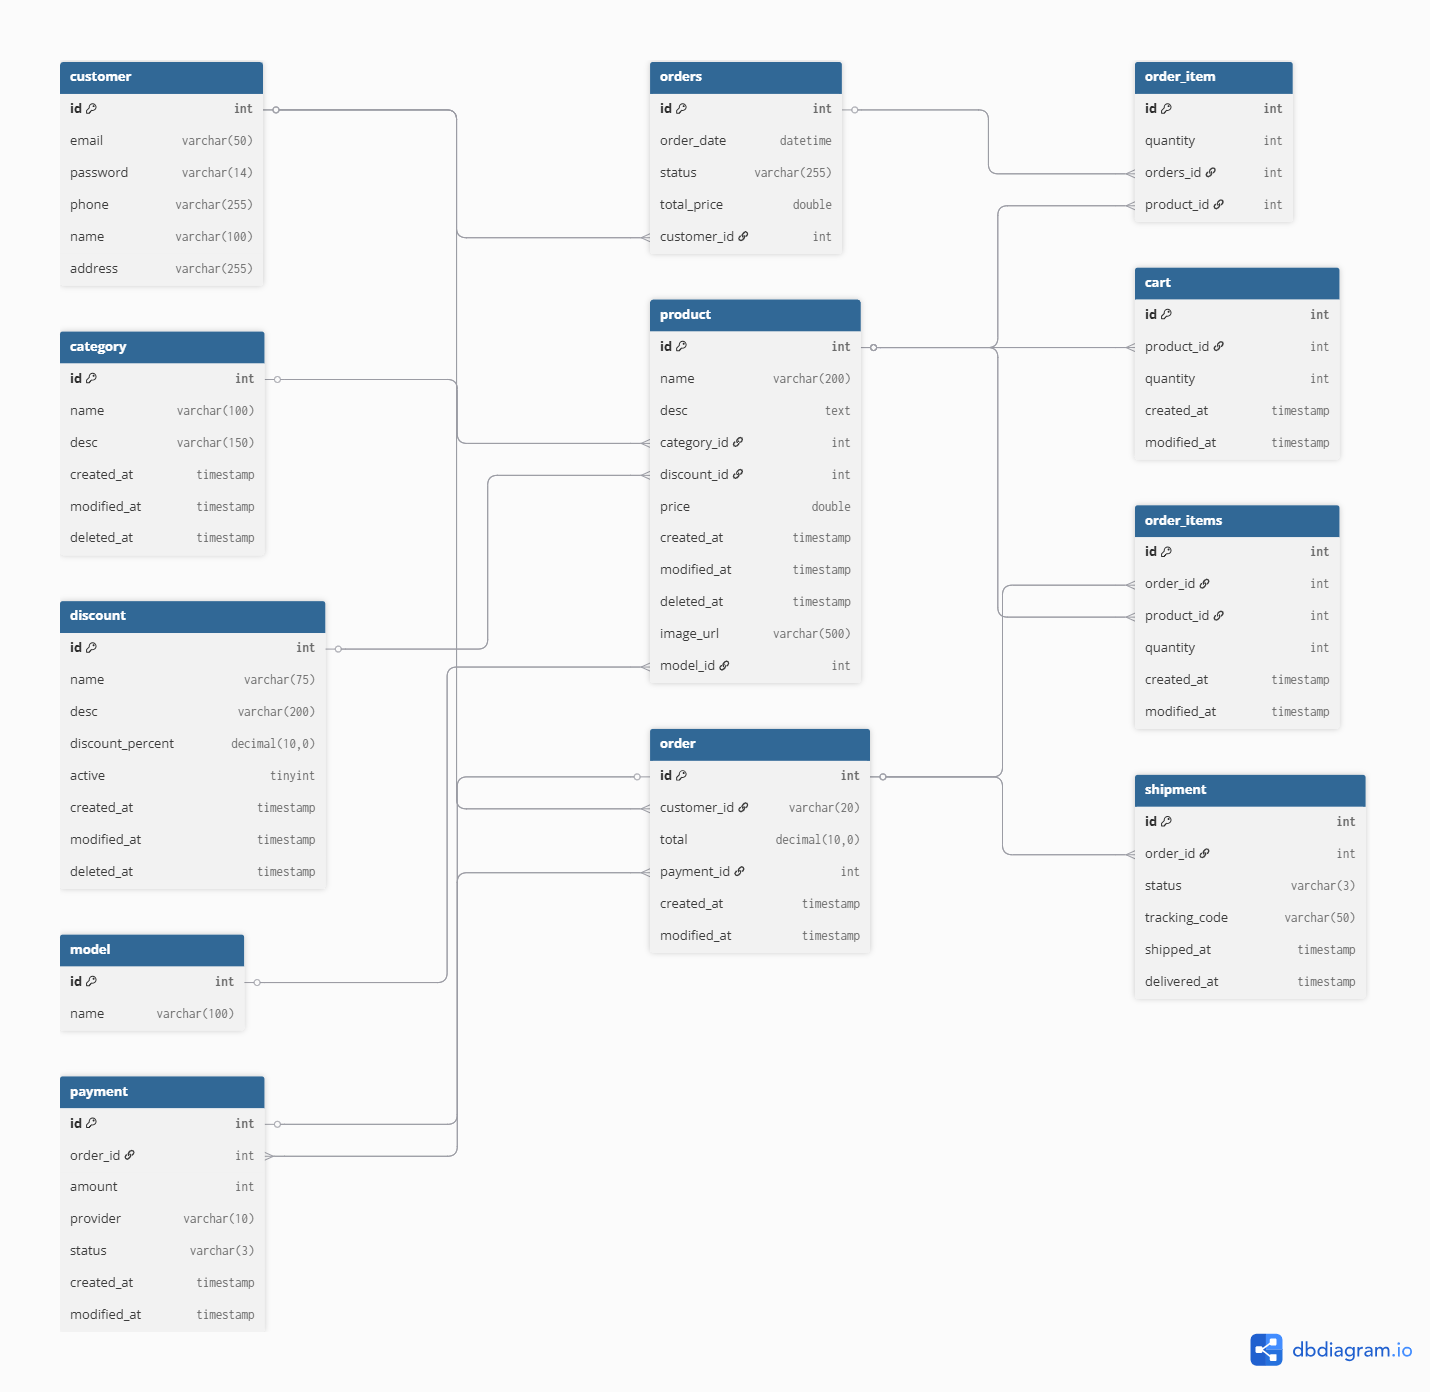 customer
id int
email varchar(50)
password varchar(14)
phone varchar(255)
name varchar(100)
address varchar(255)
category
id int
name varchar(100)
desc varchar(150)
created_at timestamp
modified_at timestamp
deleted_at timestamp
discount
id int
name varchar(75)
desc varchar(200)
discount_percent decimal(10,0)
active tinyint
created_at timestamp
modified_at timestamp
deleted_at timestamp
model
id int
name varchar(100)
payment
id int
order_id int
amount int
provider varchar(10)
status varchar(3)
created_at timestamp
modified_at timestamp
orders
id int
order_date datetime
status varchar(255)
total_price double
customer_id int
product
id int
name varchar(200)
desc text
category_id int
discount_id int
price double
created_at timestamp
modified_at timestamp
deleted_at timestamp
image_url varchar(500)
model_id int
order
id int
customer_id varchar(20)
total decimal(10,0)
payment_id int
created_at timestamp
modified_at timestamp
order_item
id int
quantity int
orders_id int
product_id int
cart
id int
product_id int
quantity int
created_at timestamp
modified_at timestamp
order_items
id int
order_id int
product_id int
quantity int
created_at timestamp
modified_at timestamp
shipment
id int
order_id int
status varchar(3)
tracking_code varchar(50)
shipped_at timestamp
delivered_at timestamp
dbdiagram.io